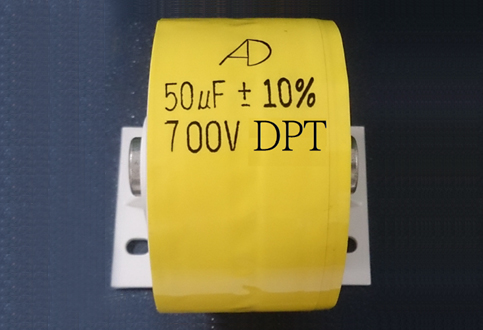 AD
50uF ± 10%
700V DPT